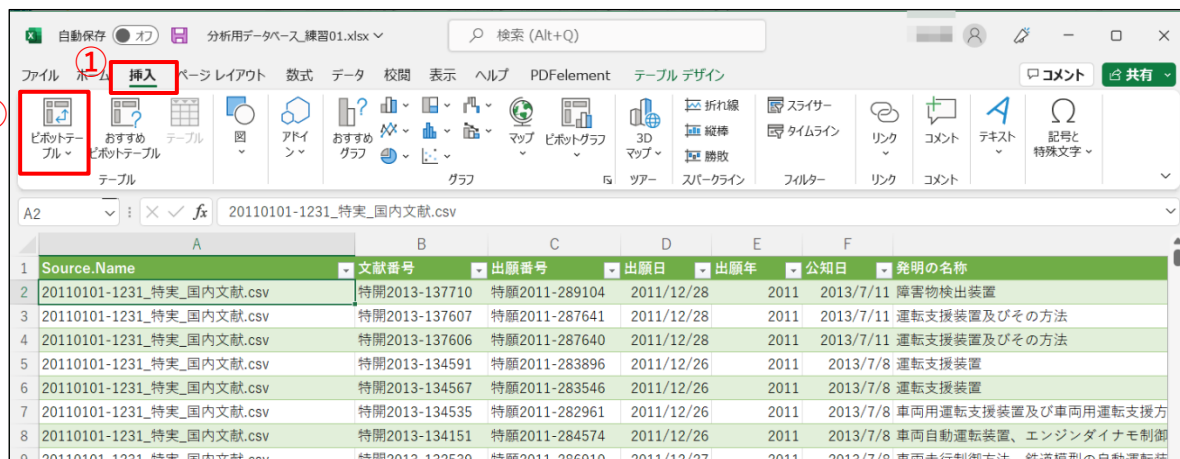 自動保存 オフ 分析用データベース_練習01.xlsx 検索 (Alt+Q)
①
ファイル ホーム 挿入 ページ レイアウト 数式 データ 校閲 表示 ヘルプ PDFelement テーブル デザイン コメント 共有
ピボットテーブル おすすめピボットテーブル テーブル 図 アドイン おすすめグラフ マップ ピボットグラフ 3Dマップ 折れ線 縦棒 勝敗 スライサー タイムライン リンク コメント テキスト 記号と特殊文字
テーブル グラフ ツアー スパークライン フィルター リンク コメント
A2 fx 20110101-1231_特実_国内文献.csv
A B C D E F
1 Source.Name 文献番号 出願番号 出願日 出願年 公知日 発明の名称
2 20110101-1231_特実_国内文献.csv 特開2013-137710 特願2011-289104 2011/12/28 2011 2013/7/11 障害物検出装置
3 20110101-1231_特実_国内文献.csv 特開2013-137607 特願2011-287641 2011/12/28 2011 2013/7/11 運転支援装置及びその方法
4 20110101-1231_特実_国内文献.csv 特開2013-137606 特願2011-287640 2011/12/28 2011 2013/7/11 運転支援装置及びその方法
5 20110101-1231_特実_国内文献.csv 特開2013-134591 特願2011-283896 2011/12/26 2011 2013/7/8 運転支援装置
6 20110101-1231_特実_国内文献.csv 特開2013-134567 特願2011-283546 2011/12/26 2011 2013/7/8 運転支援装置
7 20110101-1231_特実_国内文献.csv 特開2013-134535 特願2011-282961 2011/12/26 2011 2013/7/8 車両用運転支援装置及び車両用運転支援方
8 20110101-1231_特実_国内文献.csv 特開2013-134151 特願2011-284574 2011/12/26 2011 2013/7/8 車両自動運転装置、エンジンダイナモ制御